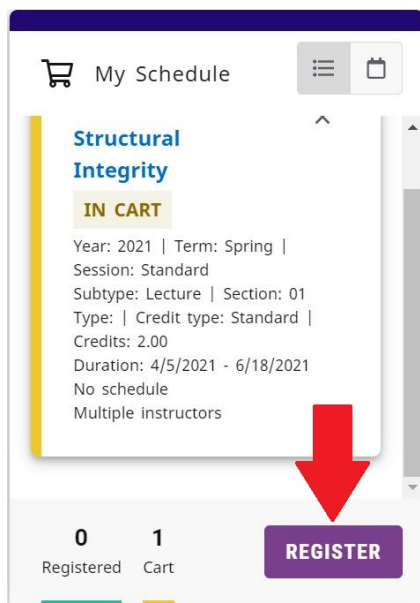 My Schedule
Structural
Integrity
IN CART
Year: 2021 | Term: Spring |
Session: Standard
Subtype: Lecture | Section: 01
Type: | Credit type: Standard |
Credits: 2.00
Duration: 4/5/2021 - 6/18/2021
No schedule
Multiple instructors
0 1
Registered Cart
REGISTER